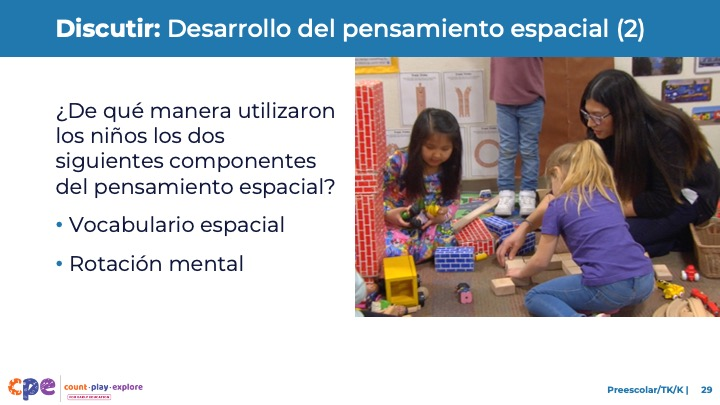 Discutir: Desarrollo del pensamiento espacial (2)
¿De qué manera utilizaron
los niños los dos
siguientes componentes
del pensamiento espacial?
• Vocabulario espacial
• Rotación mental
cpe
count·play·explore
Preescolar/TK/K | 29